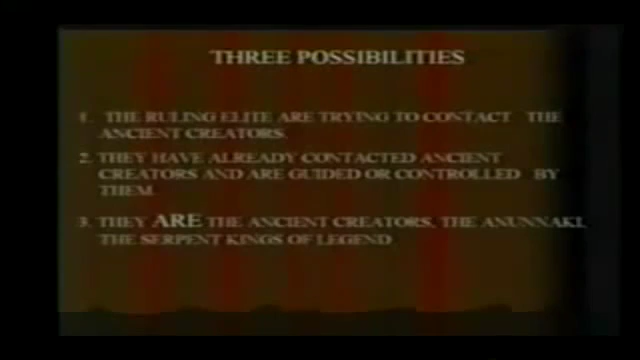 THREE POSSIBILITIES
1. THE RULING ELITE ARE TRYING TO CONTACT THE
ANCIENT CREATORS.
2. THEY HAVE ALREADY CONTACTED ANCIENT
CREATORS AND ARE GUIDED OR CONTROLLED BY
THEM.
3. THEY ARE THE ANCIENT CREATORS, THE ANUNNAKI,
THE SERPENT KINGS OF LEGEND.